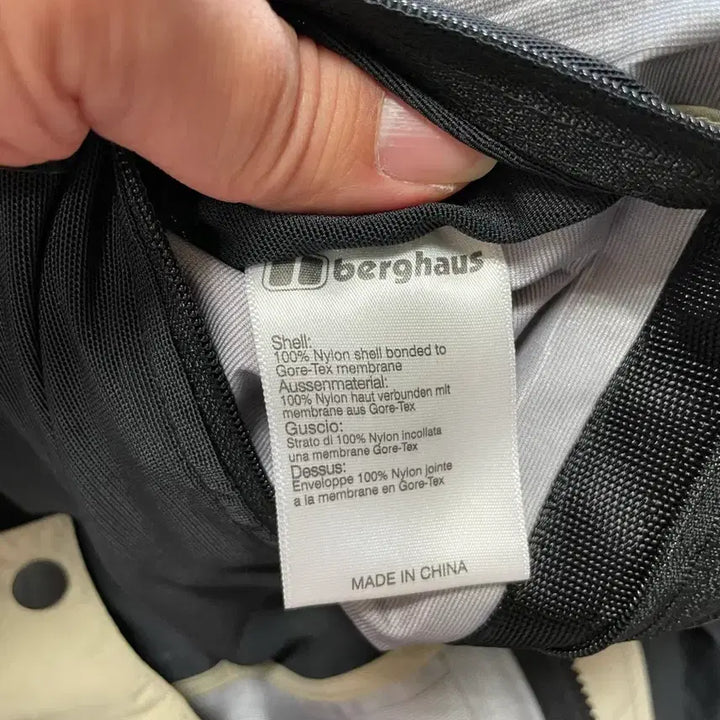 berghaus
Shell:
100% Nylon shell bonded to
Gore-Tex membrane
Aussenmaterial:
100% Nylon haut verbunden mit
membrane aus Gore-Tex
Guscio:
Strato di 100% Nylon incollata
una membrane Gore-Tex
Dessus:
Enveloppe 100% Nylon jointe
a la membrane en Gore-Tex
MADE IN CHINA